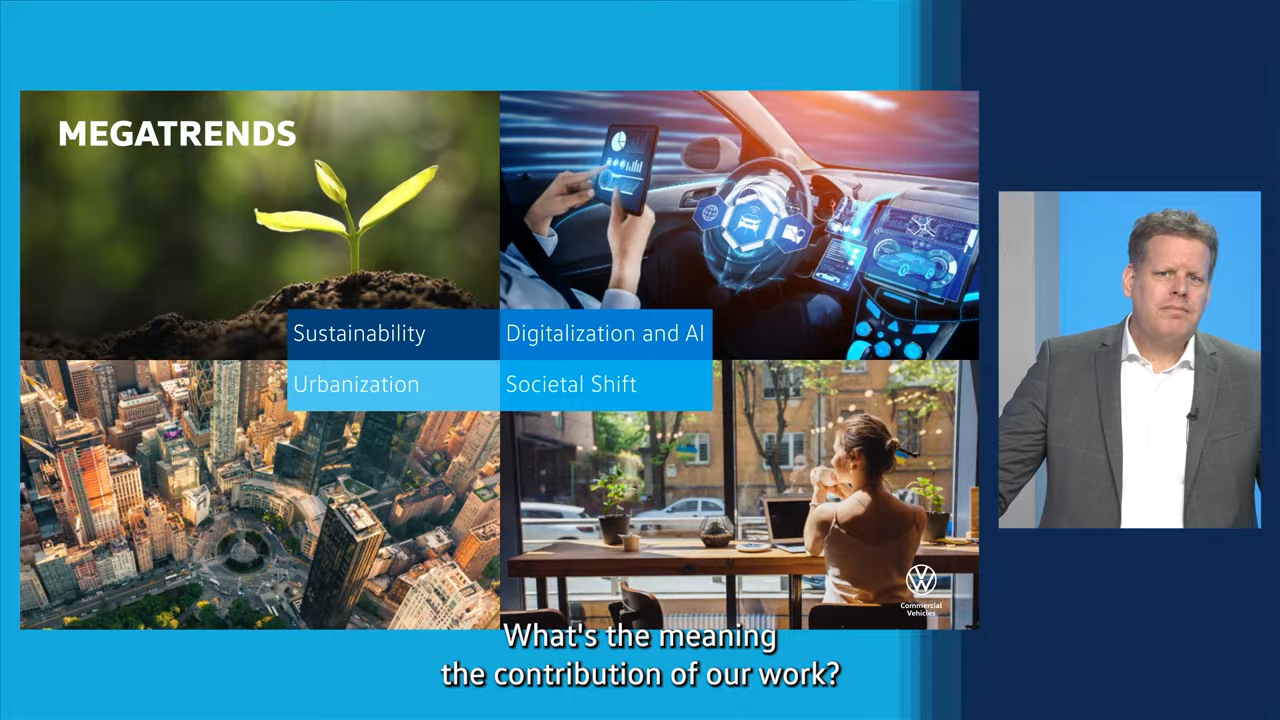 MEGATRENDS
Sustainability
Digitalization and AI
Urbanization
Societal Shift
Commercial
Vehicles
What's the meaning
the contribution of our work?